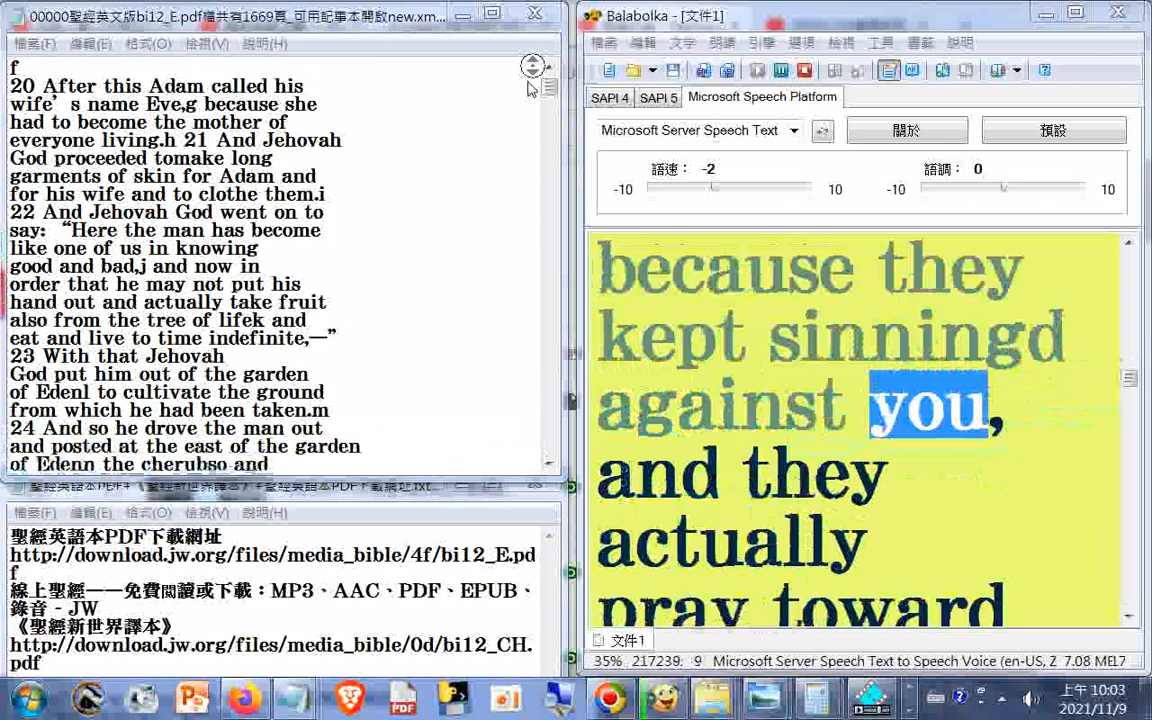 00000聖經英文版bi12_E.pdf檔共有1669頁_可用記事本開啟new.xm...
檔案(F) 編輯(E) 格式(O) 檢視(V) 說明(H)
f
20 After this Adam called his
wife’s name Eve,g because she
had to become the mother of
everyone living.h 21 And Jehovah
God proceeded tomake long
garments of skin for Adam and
for his wife and to clothe them.i
22 And Jehovah God went on to
say: “Here the man has become
like one of us in knowing
good and bad,j and now in
order that he may not put his
hand out and actually take fruit
also from the tree of lifek and
eat and live to time indefinite,—”
23 With that Jehovah
God put him out of the garden
of Edenl to cultivate the ground
from which he had been taken.m
24 And so he drove the man out
and posted at the east of the garden
of Edenn the cherubso and
檔案(F) 編輯(E) 格式(O) 檢視(V) 說明(H)
聖經英語本PDF下載網址
http://download.jw.org/files/media_bible/4f/bi12_E.pd
f
線上聖經——免費閱讀或下載：MP3、AAC、PDF、EPUB、
錄音 - JW
《聖經新世界譯本》
http://download.jw.org/files/media_bible/0d/bi12_CH.
pdf
Balabolka - [文件1]
檔案 編輯 文字 朗讀 引擎 選項 檢視 工具 書籤 說明
SAPI 4 SAPI 5 Microsoft Speech Platform
Microsoft Server Speech Text 關於 預設
語速： -2 語調： 0
-10 10 -10 10
because they
kept sinningd
against you,
and they
actually
pray toward
文件1
35% 217239: 9 Microsoft Server Speech Text to Speech Voice (en-US, Z 7.08 MB
上午 10:03
2021/11/9